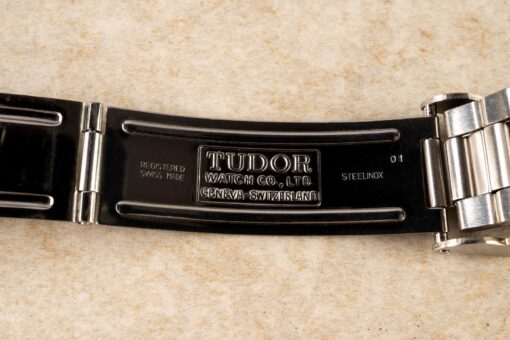 REGISTERED
SWISS MADE
TUDOR
WATCH CO., LTD.
GENEVA-SWITZERLAND
STEELINOX
01